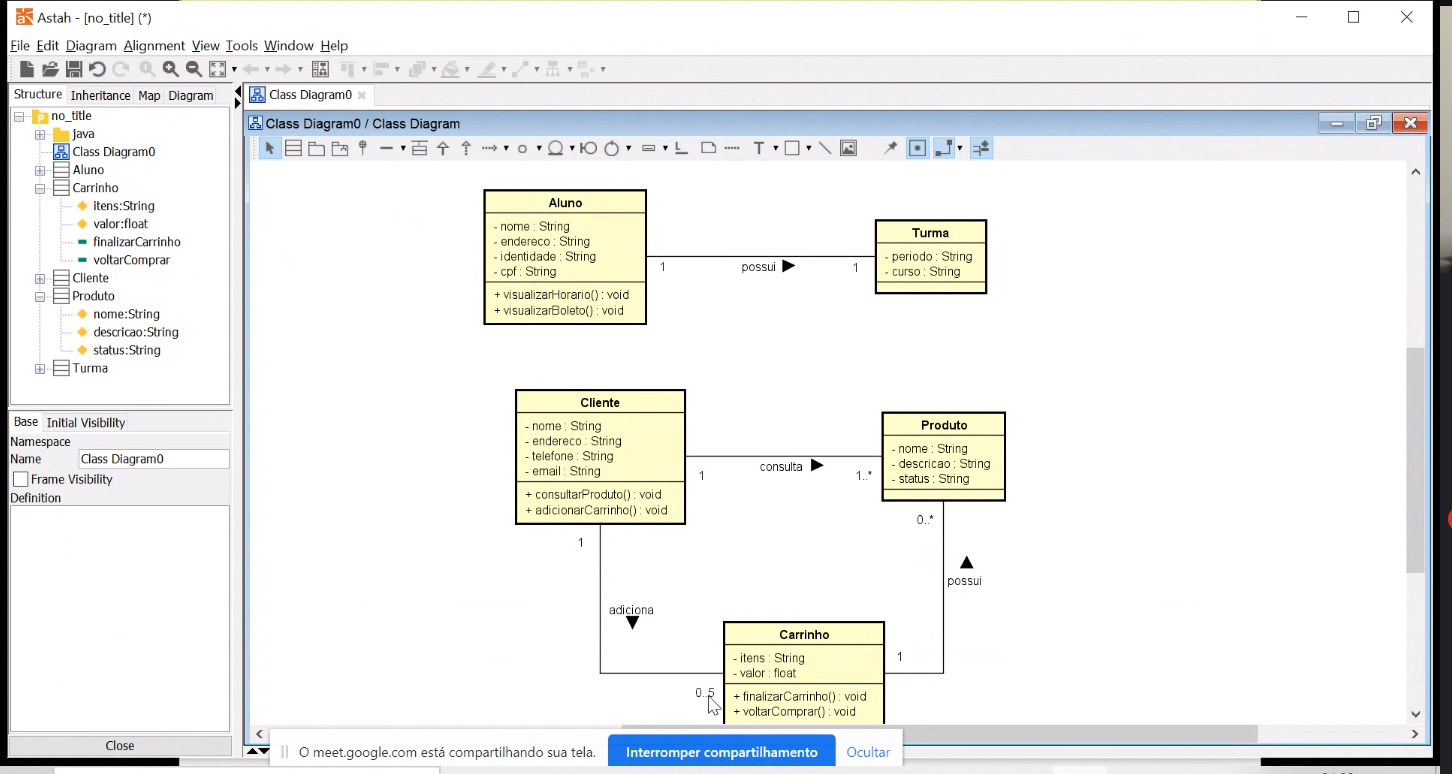 Astah - [no_title] (*)
File Edit Diagram Alignment View Tools Window Help
Structure Inheritance Map Diagram
no_title
java
Class Diagram0
Aluno
Carrinho
itens:String
valor:float
finalizarCarrinho
voltarComprar
Cliente
Produto
nome:String
descricao:String
status:String
Turma
Base Initial Visibility
Namespace
Name Class Diagram0
Frame Visibility
Definition
Close
Class Diagram0
Class Diagram0 / Class Diagram
T
Aluno
- nome : String
- endereco : String
- identidade : String
- cpf : String
+ visualizarHorario() : void
+ visualizarBoleto() : void
1
possui
1
Turma
- periodo : String
- curso : String
Cliente
- nome : String
- endereco : String
- telefone : String
- email : String
+ consultarProduto() : void
+ adicionarCarrinho() : void
1
consulta
1..*
Produto
- nome : String
- descricao : String
- status : String
0..*
possui
1
adiciona
0..5
Carrinho
- itens : String
- valor : float
+ finalizarCarrinho() : void
+ voltarComprar() : void
1
O meet.google.com está compartilhando sua tela.
Interromper compartilhamento
Ocultar